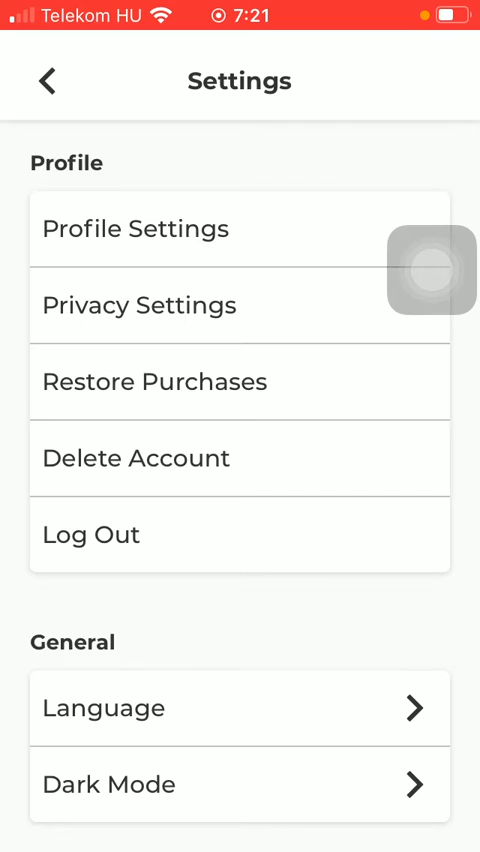 Telekom HU 7:21
Settings
Profile
Profile Settings
Privacy Settings
Restore Purchases
Delete Account
Log Out
General
Language
Dark Mode